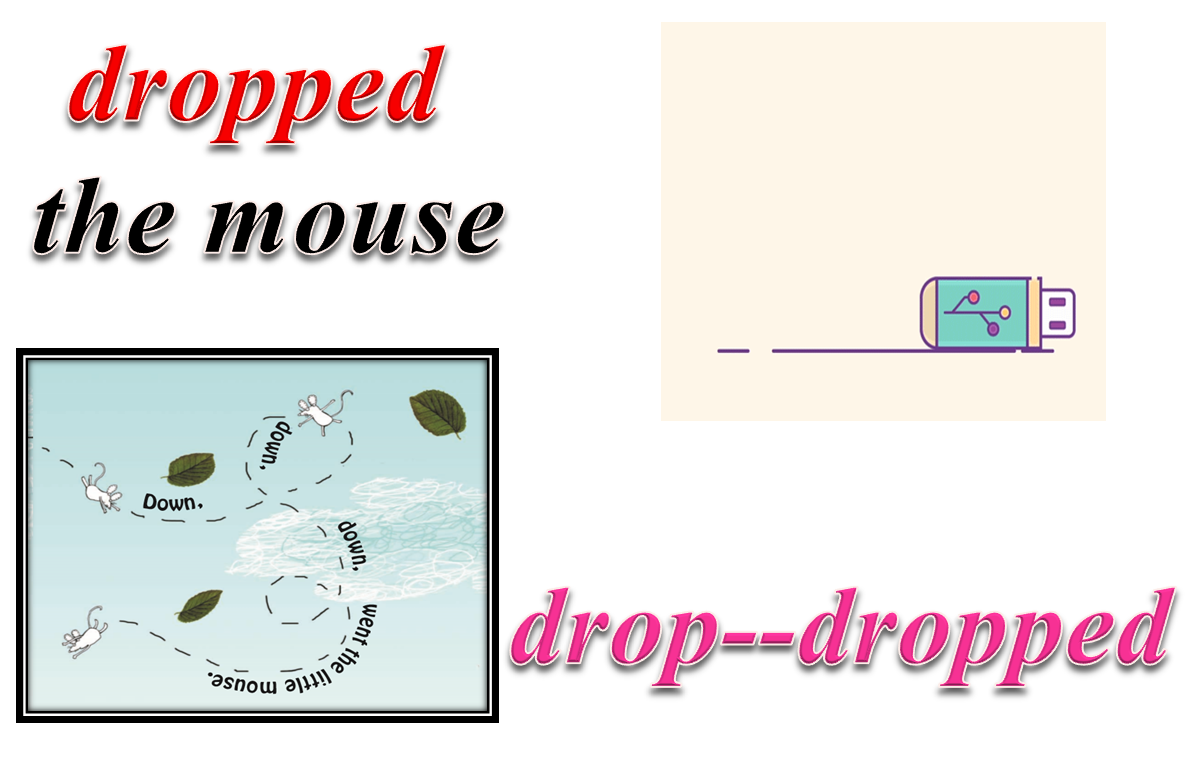 dropped
the mouse
Down,
down,
down,
went the little mouse.
drop--dropped